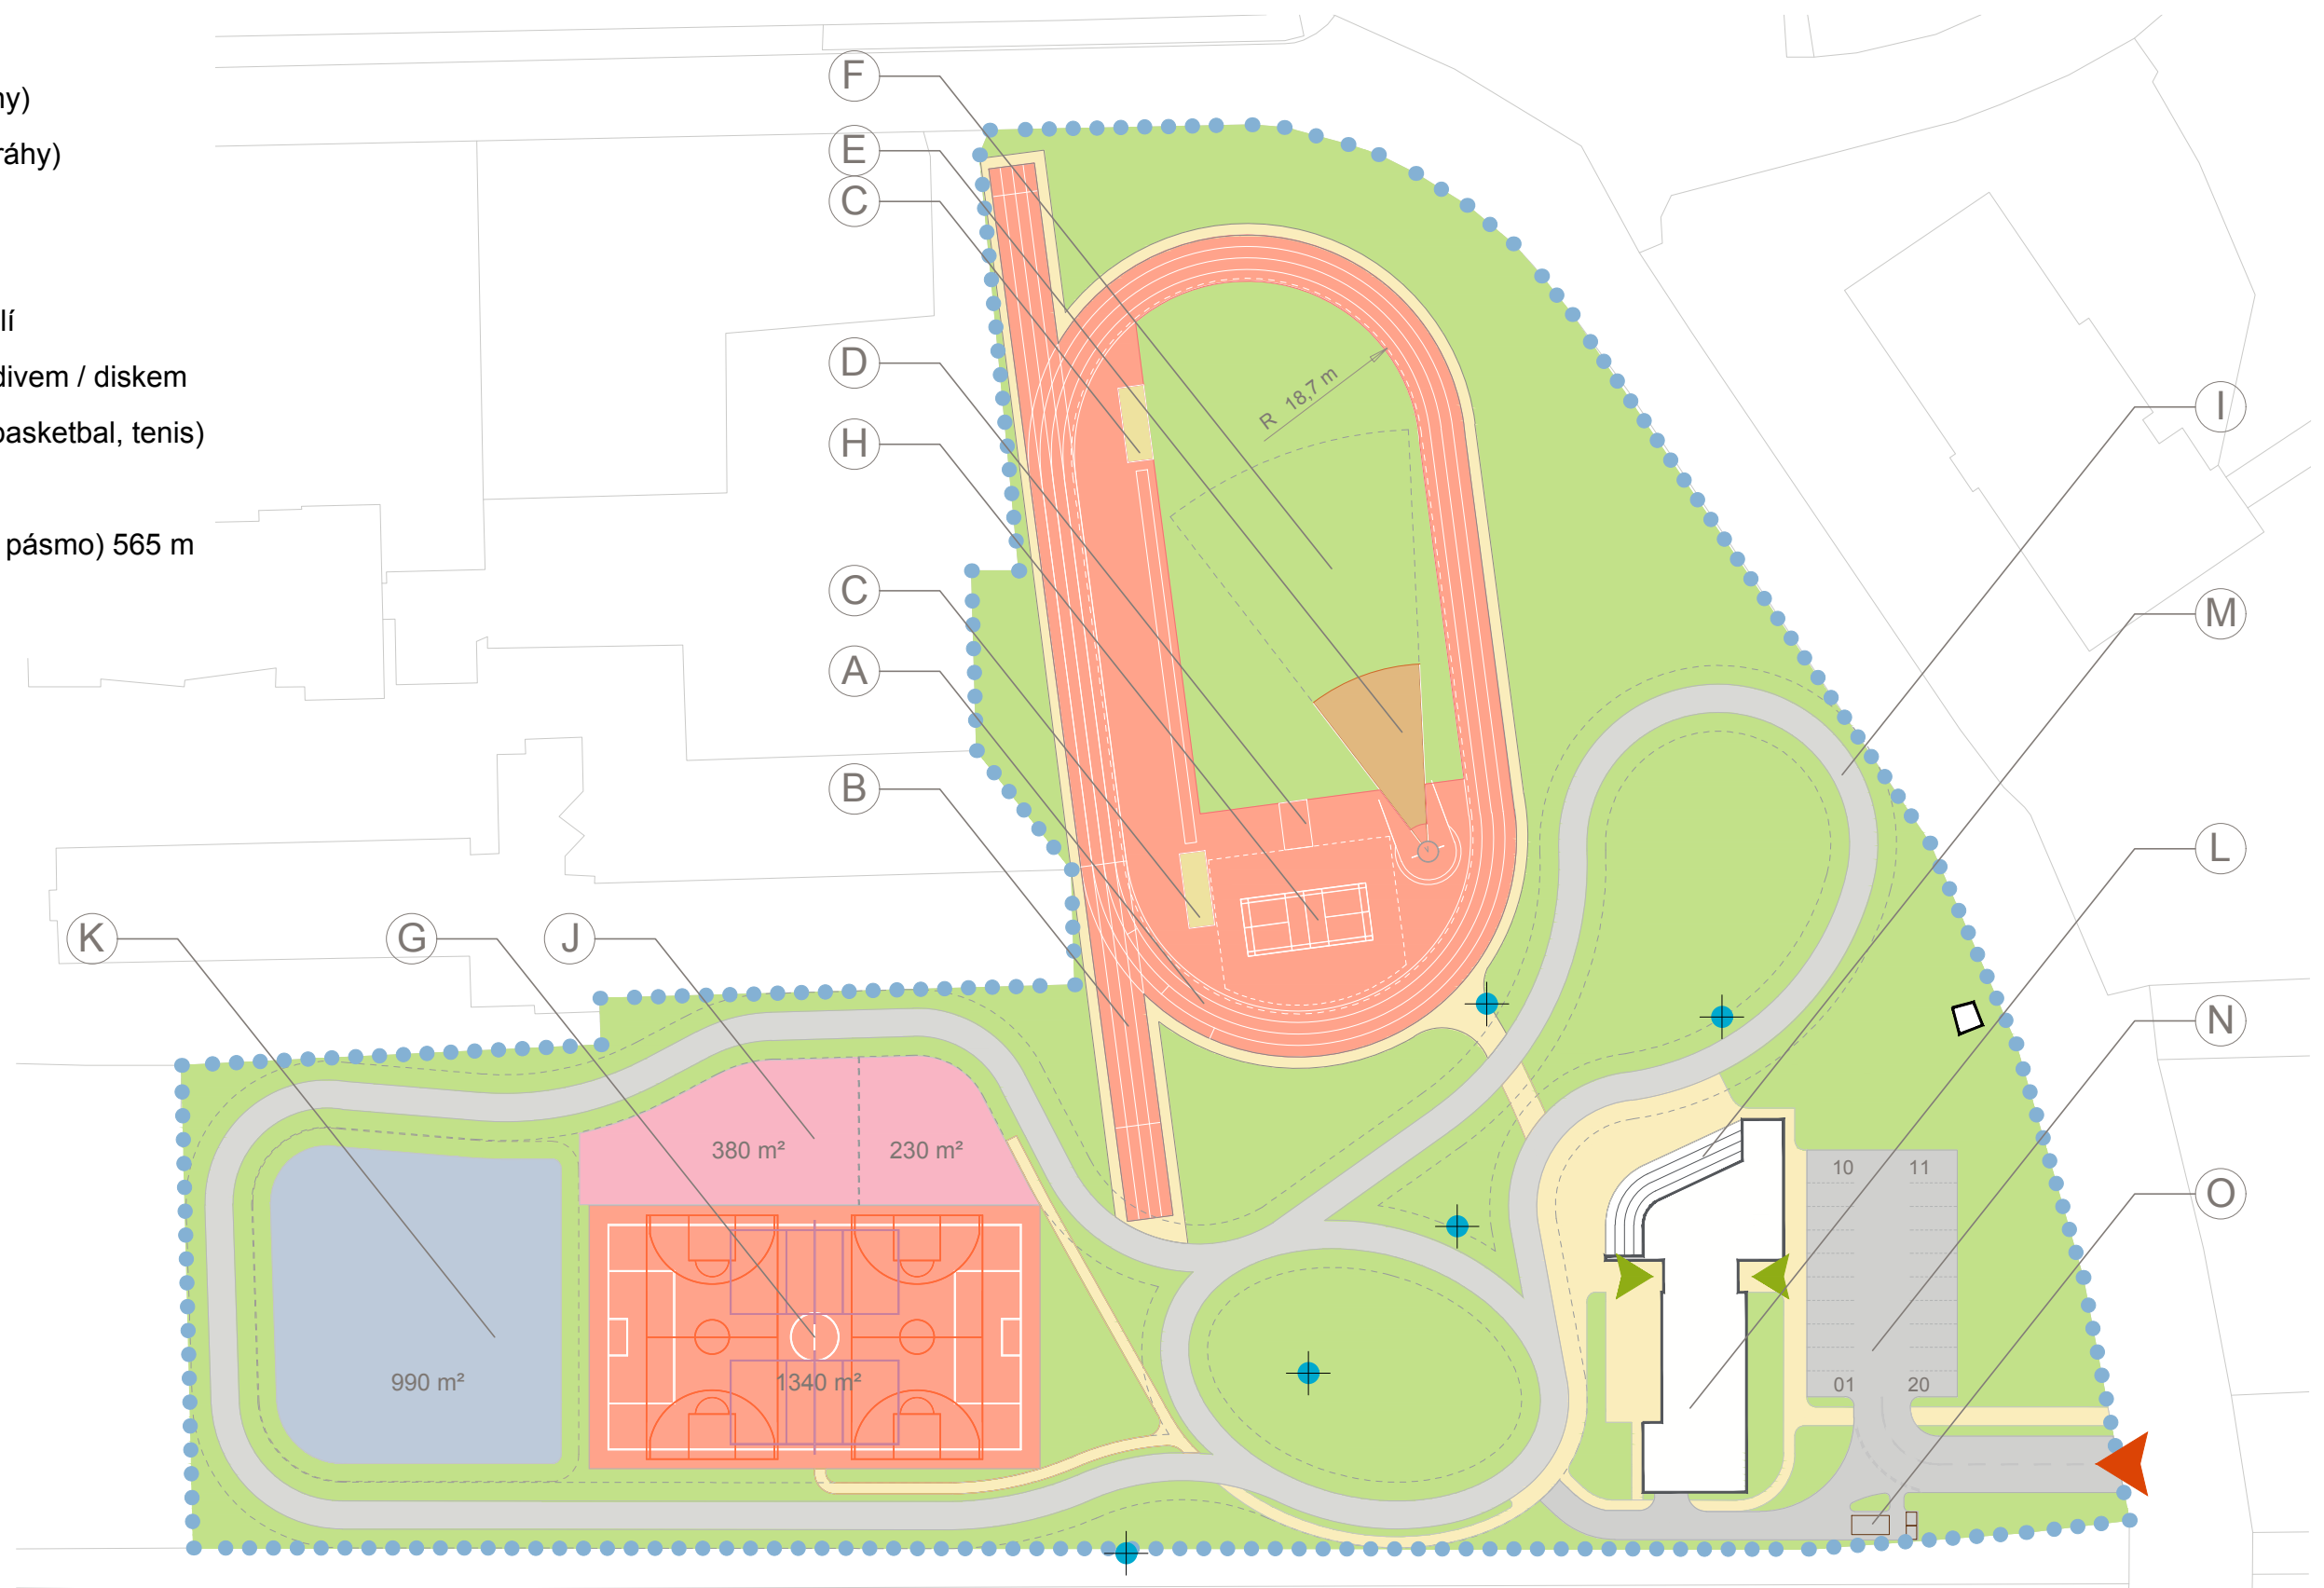 ny)
ráhy)
lí
divem / diskem
basketbal, tenis)
pásmo) 565 m
F
E
C
D
H
C
A
B
K
G
J
I
M
L
N
O
R 18,7 m
380 m²
230 m²
990 m²
1340 m²
10
11
01
20